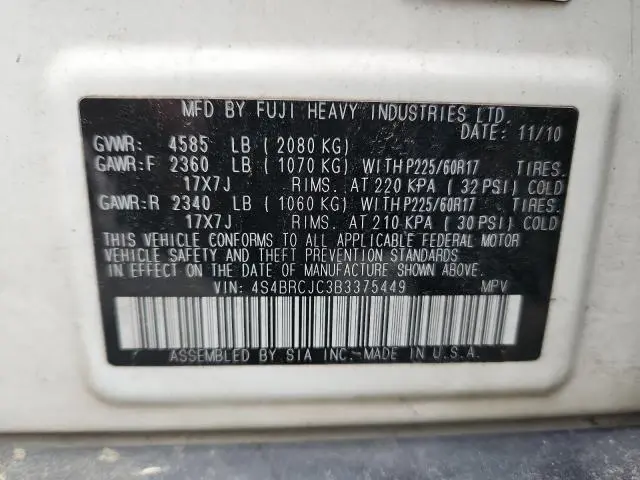 MFD BY FUJI HEAVY INDUSTRIES LTD.
DATE: 11/10
GVWR: 4585 LB ( 2080 KG)
GAWR:F 2360 LB ( 1070 KG) WITH P225/60R17 TIRES.
17X7J RIMS. AT 220 KPA ( 32 PSI) COLD
GAWR:R 2340 LB ( 1060 KG) WITH P225/60R17 TIRES.
17X7J RIMS. AT 210 KPA ( 30 PSI) COLD
THIS VEHICLE CONFORMS TO ALL APPLICABLE FEDERAL MOTOR
VEHICLE SAFETY AND THEFT PREVENTION STANDARDS IN EFFECT
ON THE DATE OF MANUFACTURE SHOWN ABOVE.
VIN: 4S4BRCJC3B3375449 MPV
ASSEMBLED BY SIA INC.-MADE IN U.S.A.